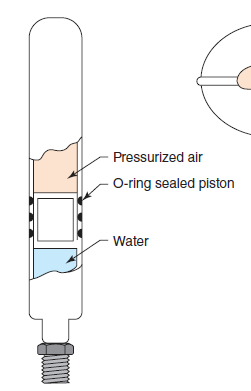 Pressurized air
O-ring sealed piston
Water